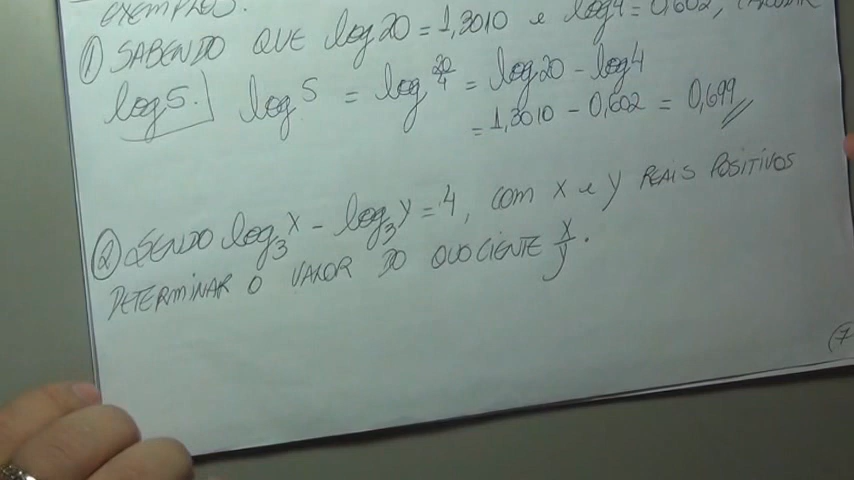 EXEMPLOS.
① SABENDO QUE log 20 = 1,3010 e log 4 = 0,602, CALCULAR
log 5. log 5 = log 20/4 = log 20 - log 4
= 1,3010 - 0,602 = 0,699
② SENDO log₃ x - log₃ y = 4, com x e y REAIS POSITIVOS
DETERMINAR O VALOR DO QUOCIENTE x/y.
(7